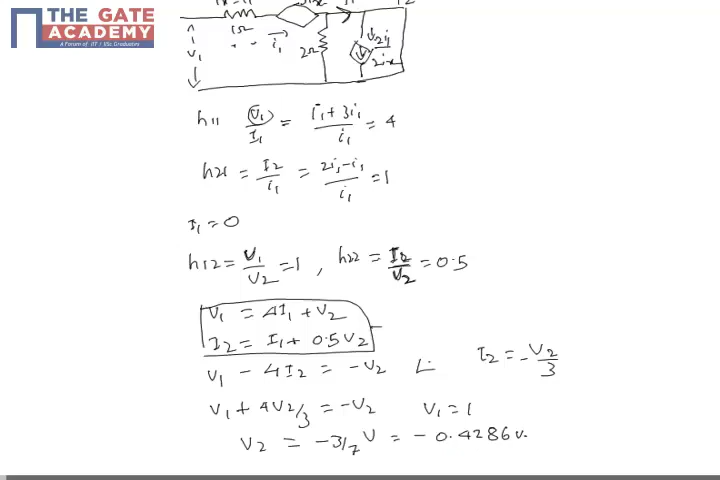 THE GATE
ACADEMY
A Forum of IIT / IISc Graduates
1Ω
+ - i₁
V₁
2Ω
2i₁
2ix
h11 V₁/I₁ = (i₁ + 3i₁)/i₁ = 4
h21 = I2/i₁ = (2i₁ - i₁)/i₁ = 1
I₁ = 0
h12 = V₁/V₂ = 1 , h22 = I2/V₂ = 0.5
V₁ = 4I₁ + V₂
I2 = I₁ + 0.5V₂
V₁ - 4I2 = -V₂ I2 = -V₂/3
V₁ + 4V₂/3 = -V₂ V₁ = 1
V₂ = -3/7 V = -0.4286 v.